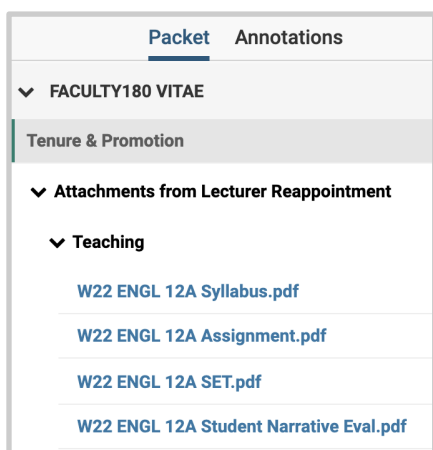 Packet Annotations
FACULTY180 VITAE
Tenure & Promotion
Attachments from Lecturer Reappointment
Teaching
W22 ENGL 12A Syllabus.pdf
W22 ENGL 12A Assignment.pdf
W22 ENGL 12A SET.pdf
W22 ENGL 12A Student Narrative Eval.pdf